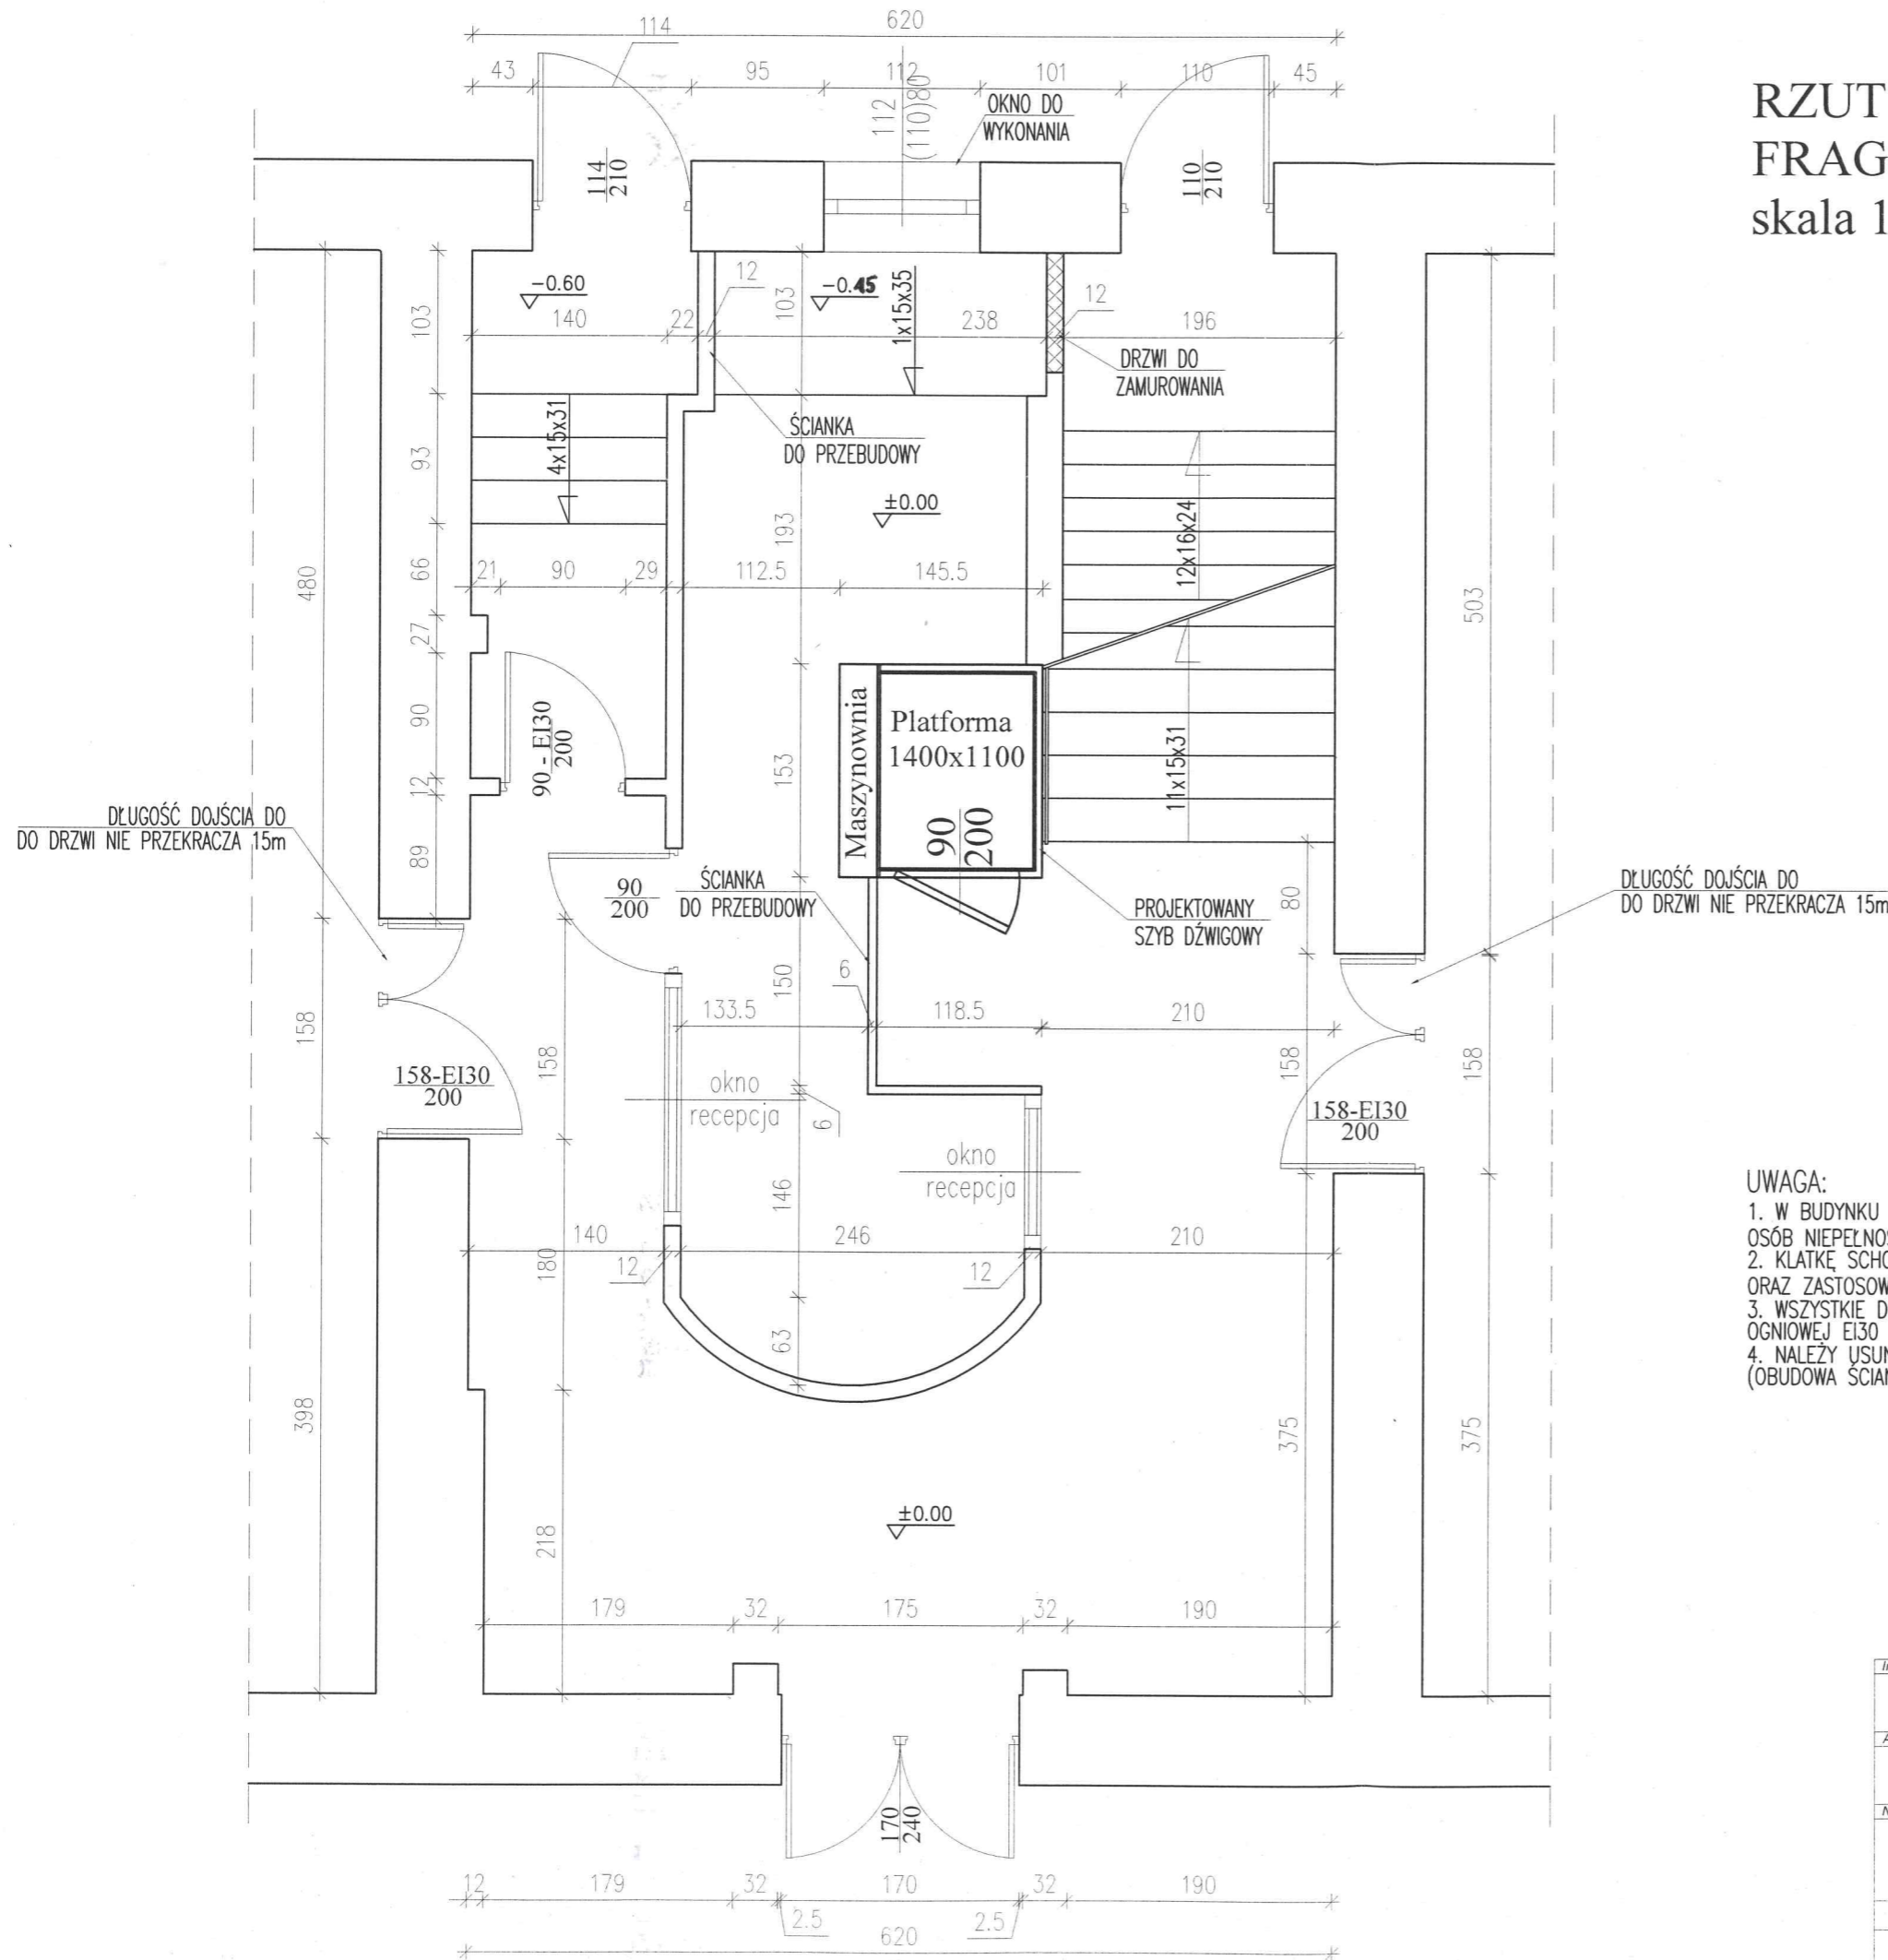 620
114
43
95
112
101
110
45
112
(110)80
OKNO DO
WYKONANIA
RZUT
FRAG
skala 1
114
210
110
210
-0.60
12
-0.45
1x15x35
12
103
140
22
103
238
196
DRZWI DO
ZAMUROWANIA
4x15x31
ŚCIANKA
DO PRZEBUDOWY
93
±0.00
193
12x16x24
480
66
21
90
29
112.5
145.5
503
27
90
90 - EI30
200
Maszynownia
Platforma
1400x1100
90
200
153
11x15x31
12
DŁUGOŚĆ DOJŚCIA DO
DO DRZWI NIE PRZEKRACZA 15m
89
90
200
ŚCIANKA
DO PRZEBUDOWY
PROJEKTOWANY
SZYB DŹWIGOWY
80
DŁUGOŚĆ DOJŚCIA DO
DO DRZWI NIE PRZEKRACZA 15m
150
6
133.5
118.5
210
158
158
158
158
158-EI30
200
okno
recepcja
6
158-EI30
200
okno
recepcja
146
UWAGA:
1. W BUDYNKU
OSÓB NIEPEŁNO
2. KLATKĘ SCHO
ORAZ ZASTOSOW
3. WSZYSTKIE D
OGNIOWEJ EI30
4. NALEŻY USUN
(OBUDOWA ŚCIAN
140
246
210
180
12
12
63
398
375
375
±0.00
218
179
32
175
32
190
170
240
12
179
32
170
32
190
2.5
2.5
620